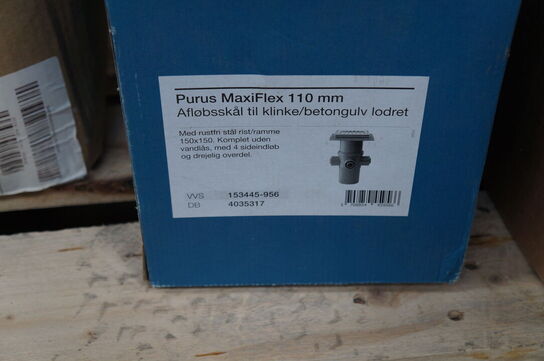 Purus MaxiFlex 110 mm
Afløbsskål til klinke/betongulv lodret
Med rustfri stål rist/ramme
150x150. Komplet uden
vandlås, med 4 sideindløb
og drejelig overdel.
VVS 153445-956
DB 4035317